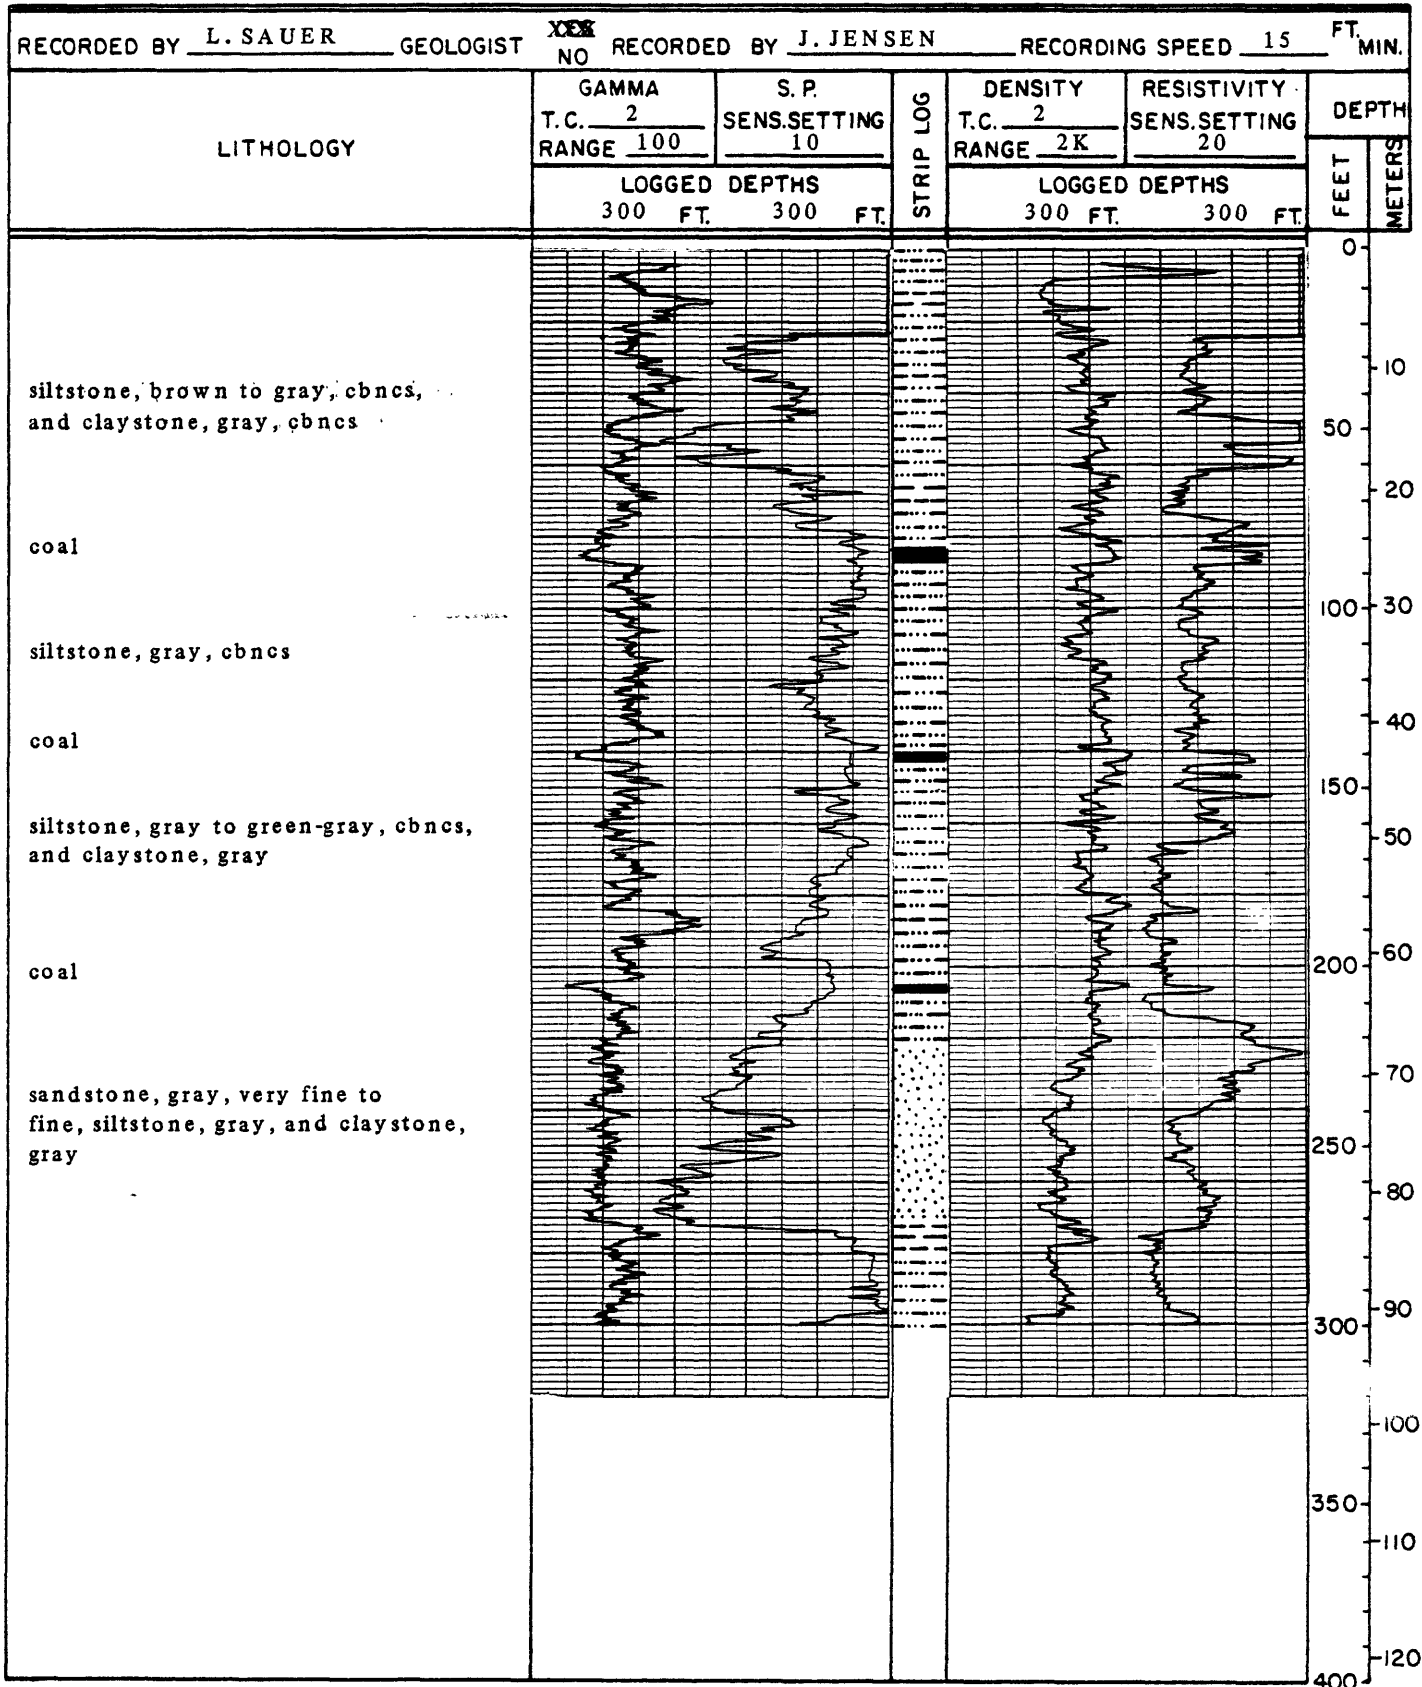 RECORDED BY L. SAUER GEOLOGIST YES NO RECORDED BY J. JENSEN RECORDING SPEED 15 FT. MIN.
LITHOLOGY
GAMMA
T.C. 2
RANGE 100
S. P.
SENS. SETTING
10
LOGGED DEPTHS
300 FT. 300 FT.
STRIP LOG
DENSITY
T.C. 2
RANGE 2K
RESISTIVITY
SENS. SETTING
20
LOGGED DEPTHS
300 FT. 300 FT.
DEPTH
FEET
METERS
siltstone, brown to gray, cbncs,
and claystone, gray, cbncs
coal
siltstone, gray, cbncs
coal
siltstone, gray to green-gray, cbncs,
and claystone, gray
coal
sandstone, gray, very fine to
fine, siltstone, gray, and claystone,
gray
0
10
50
20
100
30
40
150
50
60
200
70
250
80
90
300
100
350
110
120
400